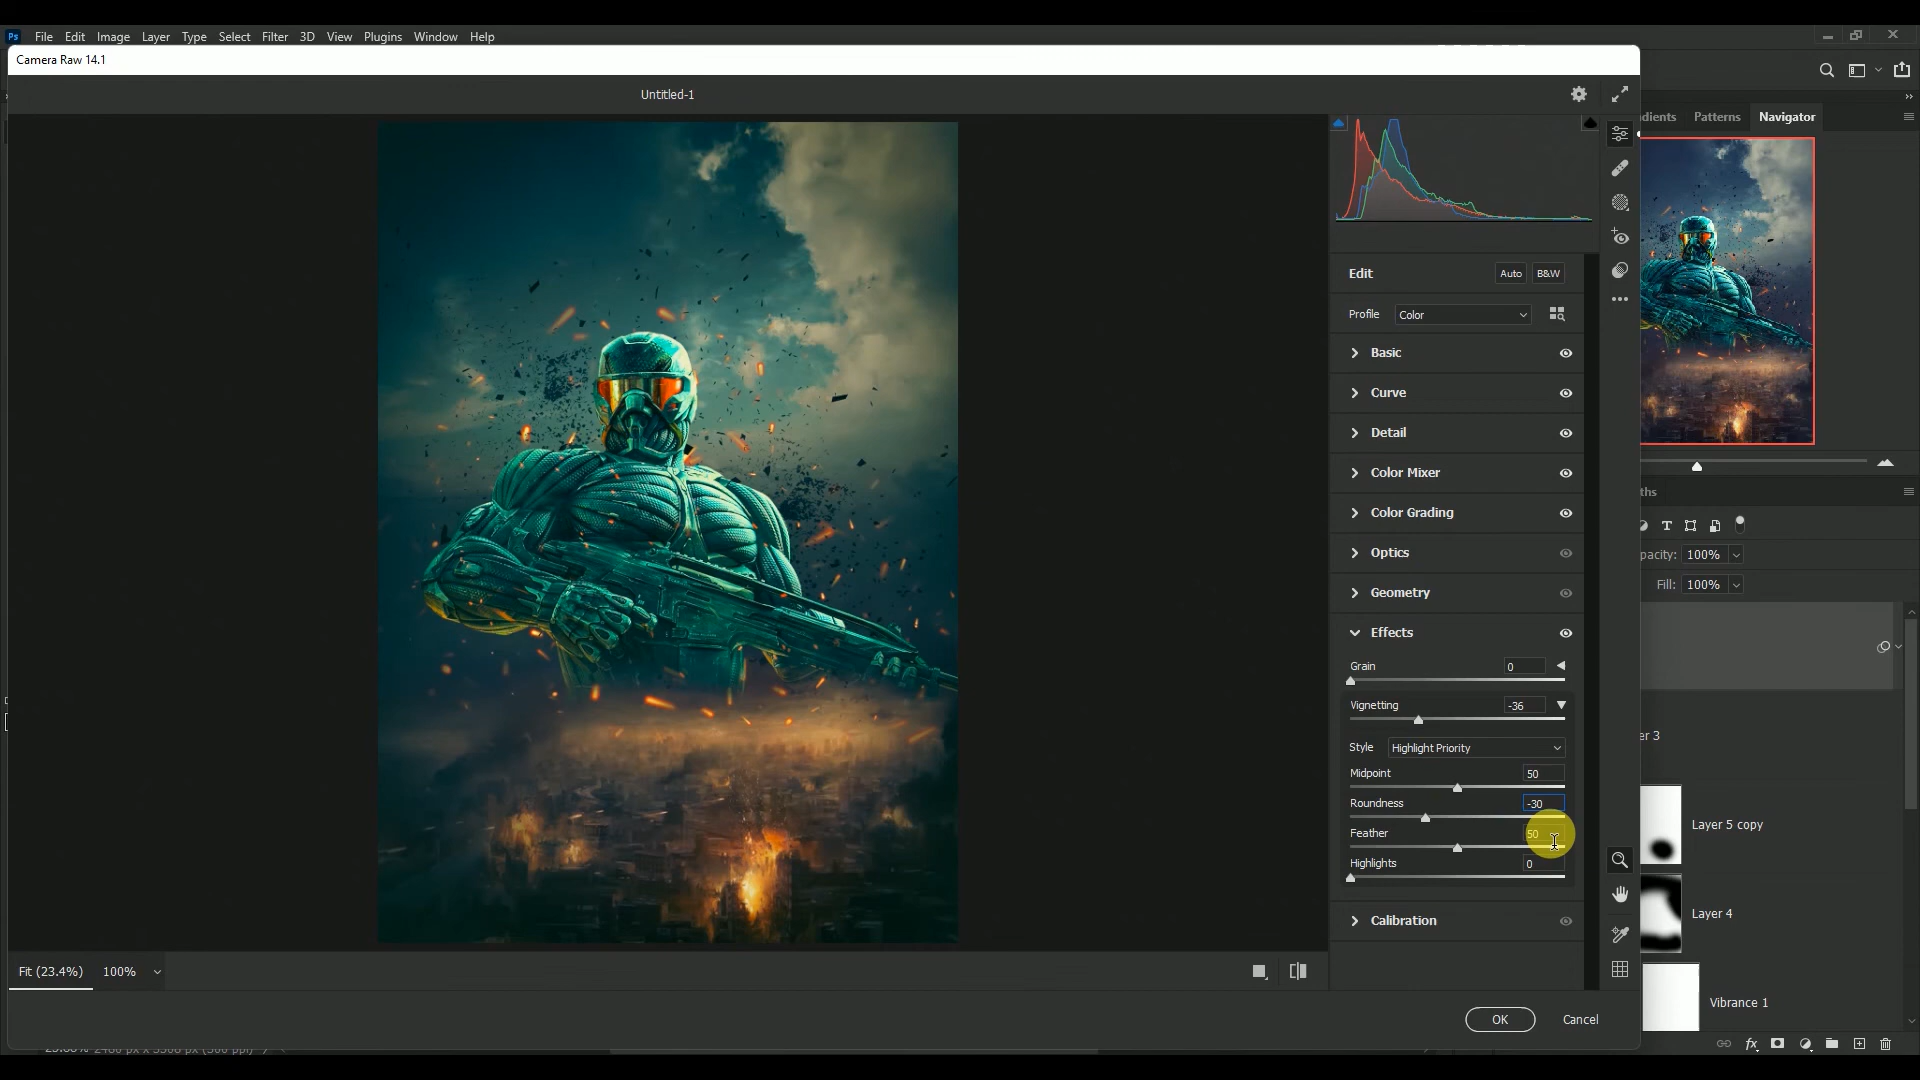 Ps File Edit Image Layer Type Select Filter 3D View Plugins Window Help
Camera Raw 14.1
Untitled-1
dients Patterns Navigator
Edit Auto B&W
Profile Color
Basic
Curve
Detail
Color Mixer
Color Grading
Optics
Geometry
Effects
Grain 0
Vignetting -36
Style Highlight Priority
Midpoint 50
Roundness -30
Feather 50
Highlights 0
Calibration
ths
pacity: 100%
Fill: 100%
er 3
Layer 5 copy
Layer 4
Vibrance 1
Fit (23.4%) 100%
OK Cancel
fx